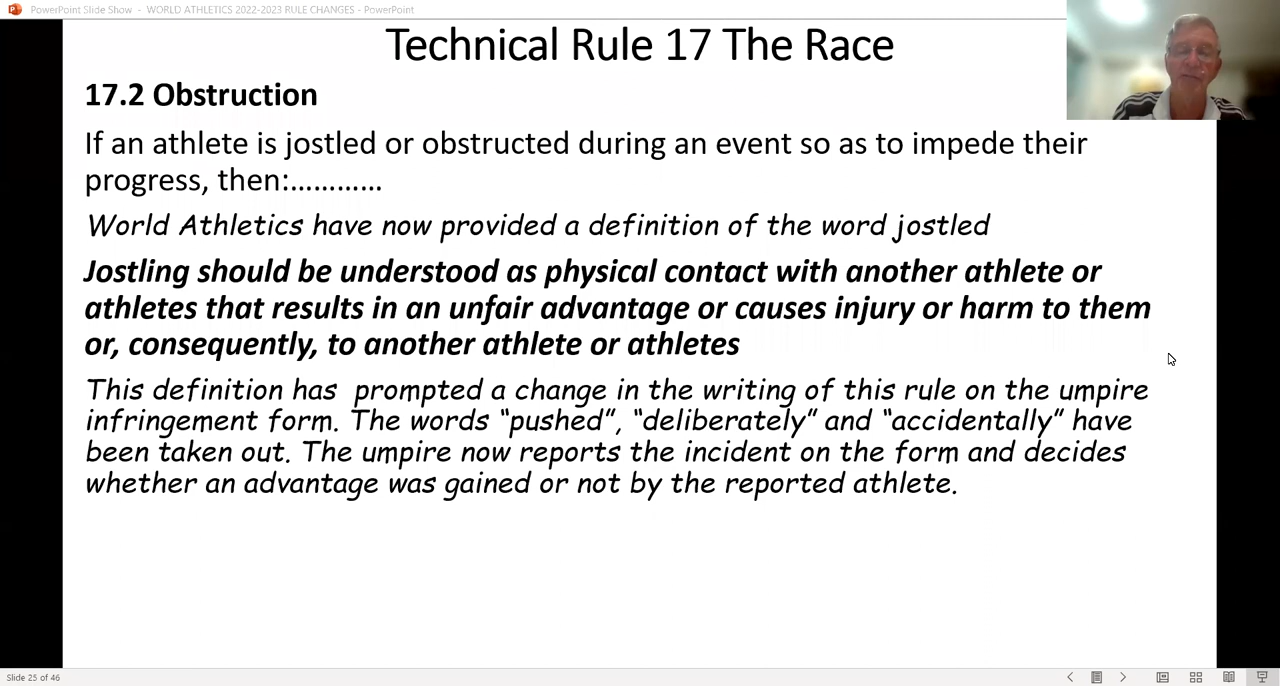 PowerPoint Slide Show - WORLD ATHLETICS 2022-2023 RULE CHANGES - PowerPoint
Technical Rule 17 The Race
17.2 Obstruction
If an athlete is jostled or obstructed during an event so as to impede their
progress, then:............
World Athletics have now provided a definition of the word jostled
Jostling should be understood as physical contact with another athlete or
athletes that results in an unfair advantage or causes injury or harm to them
or, consequently, to another athlete or athletes
This definition has prompted a change in the writing of this rule on the umpire
infringement form. The words “pushed”, “deliberately” and “accidentally” have
been taken out. The umpire now reports the incident on the form and decides
whether an advantage was gained or not by the reported athlete.
Slide 25 of 46